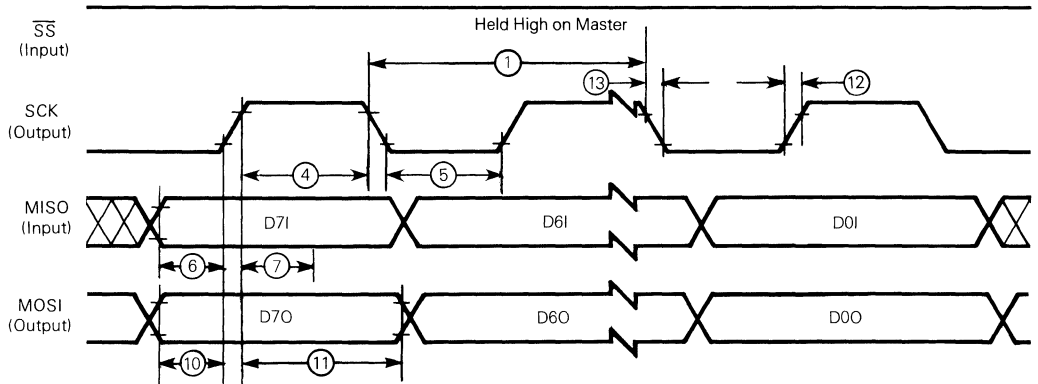 SS
(Input)
Held High on Master
1
13
12
SCK
(Output)
4
5
MISO
(Input)
D7I
D6I
D0I
6
7
MOSI
(Output)
D7O
D6O
D0O
10
11